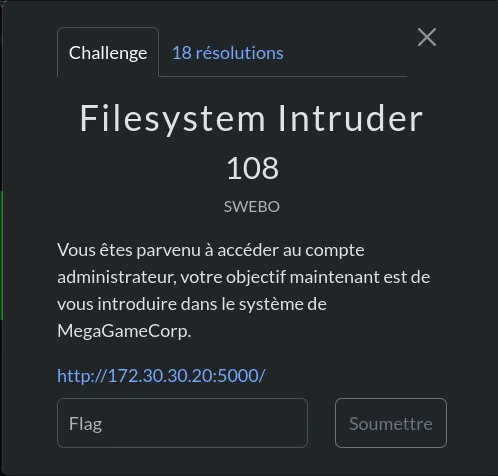 Challenge
18 résolutions
Filesystem Intruder
108
SWEBO
Vous êtes parvenu à accéder au compte
administrateur, votre objectif maintenant est de
vous introduire dans le système de
MegaGameCorp.
http://172.30.30.20:5000/
Flag
Soumettre